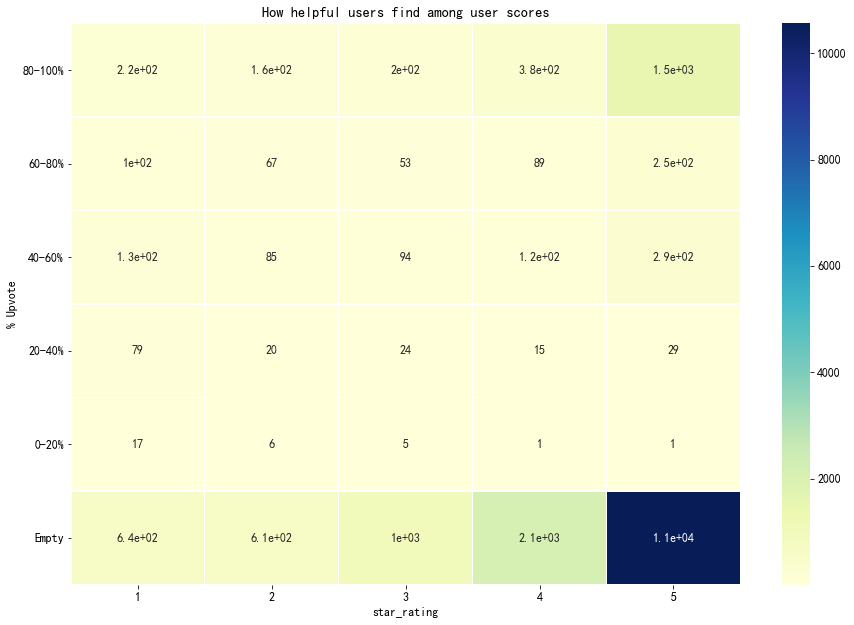 How helpful users find among user scores
80-100% 2.2e+02 1.6e+02 2e+02 3.8e+02 1.5e+03
60-80% 1e+02 67 53 89 2.5e+02
40-60% 1.3e+02 85 94 1.2e+02 2.9e+02
20-40% 79 20 24 15 29
0-20% 17 6 5 1 1
Empty 6.4e+02 6.1e+02 1e+03 2.1e+03 1.1e+04
1 2 3 4 5
star_rating
% Upvote
10000
8000
6000
4000
2000